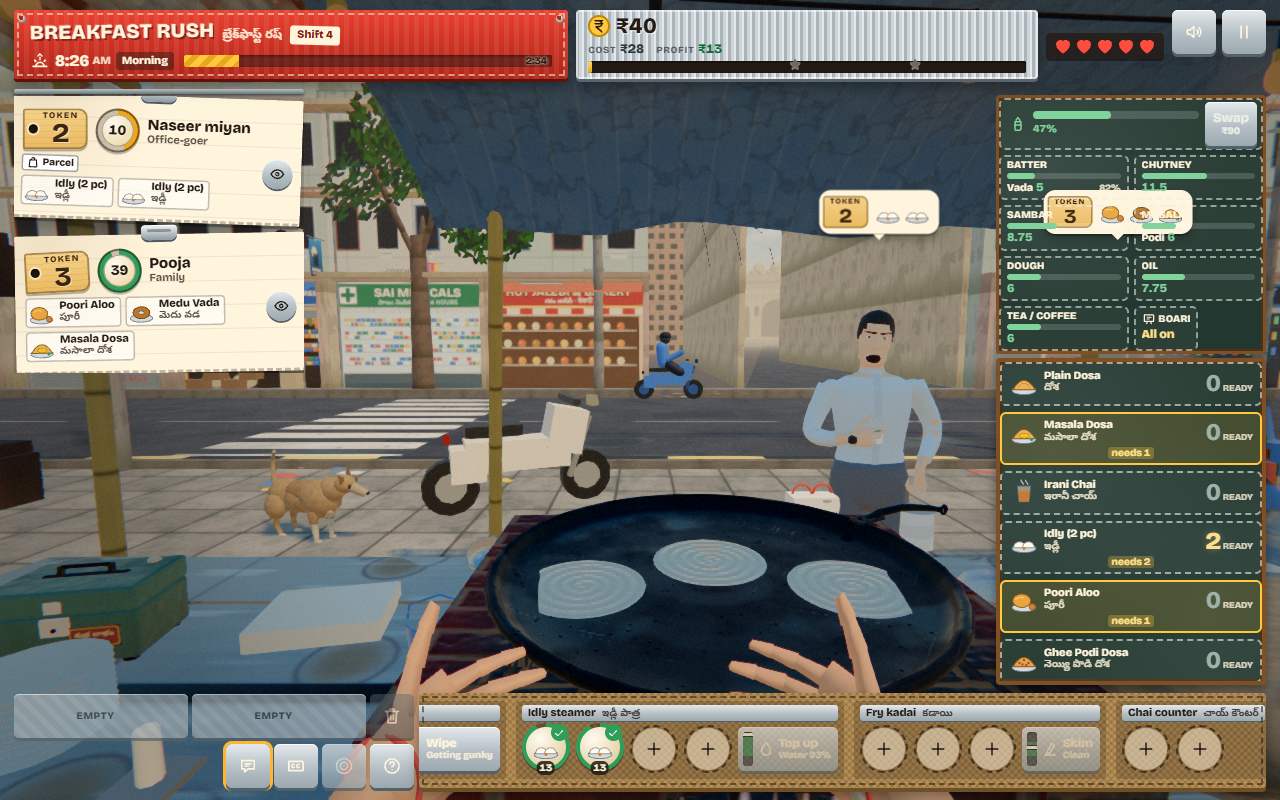 BREAKFAST RUSH బ్రేక్‌ఫాస్ట్ రష్ Shift 4
8:26 AM Morning 2:34
₹ ₹40
COST ₹28 PROFIT ₹13
TOKEN
2
10
Naseer miyan
Office-goer
Parcel
Idly (2 pc)
ఇడ్లీ
Idly (2 pc)
ఇడ్లీ
TOKEN
3
39
Pooja
Family
Poori Aloo
పూరీ
Medu Vada
మెదు వడ
Masala Dosa
మసాలా దోశ
TOKEN
2
TOKEN
3
47%
Swap
₹90
BATTER
Vada 5 82%
CHUTNEY
11.5
SAMBAR
8.75
Podi 6
DOUGH
6
OIL
7.75
TEA / COFFEE
6
BOARD
All on
Plain Dosa
దోశ
0 READY
Masala Dosa
మసాలా దోశ
0 READY
needs 1
Irani Chai
ఇరానీ చాయ్
0 READY
Idly (2 pc)
ఇడ్లీ
2 READY
needs 2
Poori Aloo
పూరీ
0 READY
needs 1
Ghee Podi Dosa
నెయ్యి పొడి దోశ
0 READY
EMPTY
EMPTY
CC
?
Wipe
Getting gunky
Idly steamer ఇడ్లీ పాత్ర
13
13
Top up
Water 93%
Fry kadai కడాయి
Skim
Clean
Chai counter చాయ్ కౌంటర్